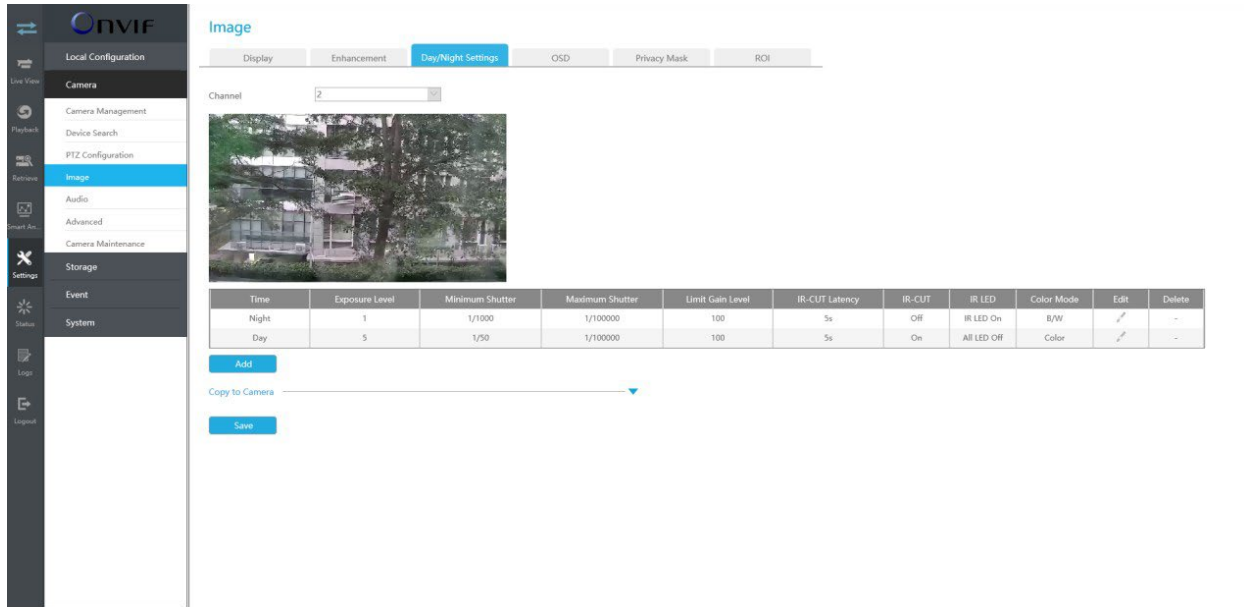 Onvif
Live View
Playback
Retrieve
Smart An...
Settings
Status
Logs
Logout
Local Configuration
Camera
Camera Management
Device Search
PTZ Configuration
Image
Audio
Advanced
Camera Maintenance
Storage
Event
System
Image
Display Enhancement Day/Night Settings OSD Privacy Mask ROI
Channel 2
Time Exposure Level Minimum Shutter Maximum Shutter Limit Gain Level IR-CUT Latency IR-CUT IR LED Color Mode Edit Delete
Night 1 1/1000 1/100000 100 5s Off IR LED On B/W -
Day 5 1/50 1/100000 100 5s On All LED Off Color -
Add
Copy to Camera
Save